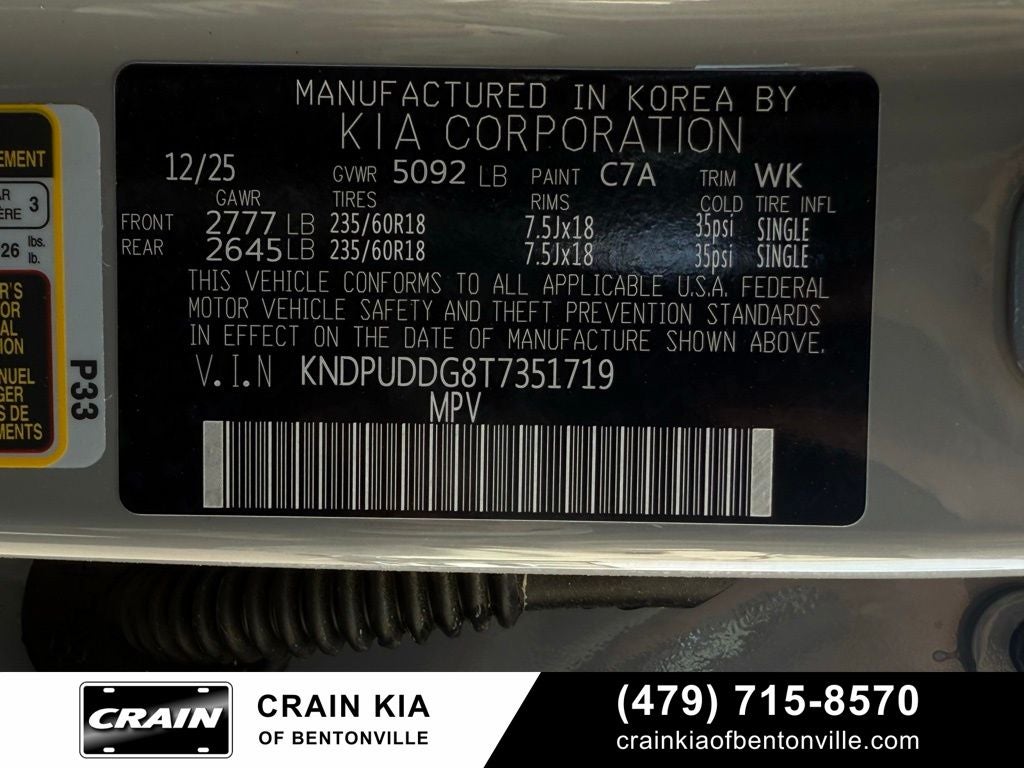 MANUFACTURED IN KOREA BY
KIA CORPORATION
12/25 GVWR 5092 LB PAINT C7A TRIM WK
GAWR TIRES RIMS COLD TIRE INFL
FRONT 2777 LB 235/60R18 7.5Jx18 35psi SINGLE
REAR 2645 LB 235/60R18 7.5Jx18 35psi SINGLE
THIS VEHICLE CONFORMS TO ALL APPLICABLE U.S.A. FEDERAL
MOTOR VEHICLE SAFETY AND THEFT PREVENTION STANDARDS
IN EFFECT ON THE DATE OF MANUFACTURE SHOWN ABOVE.
V.I.N KNDPUDDG8T7351719
MPV
3
lbs.
lb.
P33
CRAIN
CRAIN KIA
OF BENTONVILLE
(479) 715-8570
crainkiaofbentonville.com